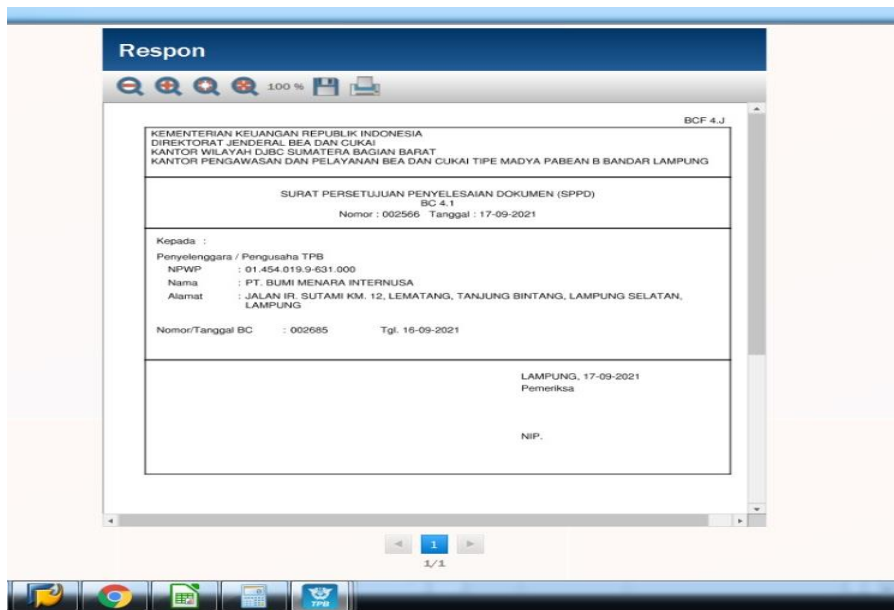 Respon
100 %
BCF 4.J
KEMENTERIAN KEUANGAN REPUBLIK INDONESIA
DIREKTORAT JENDERAL BEA DAN CUKAI
KANTOR WILAYAH DJBC SUMATERA BAGIAN BARAT
KANTOR PENGAWASAN DAN PELAYANAN BEA DAN CUKAI TIPE MADYA PABEAN B BANDAR LAMPUNG
SURAT PERSETUJUAN PENYELESAIAN DOKUMEN (SPPD)
BC 4.1
Nomor : 002566 Tanggal : 17-09-2021
Kepada :
Penyelenggara / Pengusaha TPB
NPWP : 01.454.019.9-631.000
Nama : PT. BUMI MENARA INTERNUSA
Alamat : JALAN IR. SUTAMI KM. 12, LEMATANG, TANJUNG BINTANG, LAMPUNG SELATAN,
LAMPUNG
Nomor/Tanggal BC : 002685 Tgl. 16-09-2021
LAMPUNG, 17-09-2021
Pemeriksa
NIP.
1
1/1
TPB